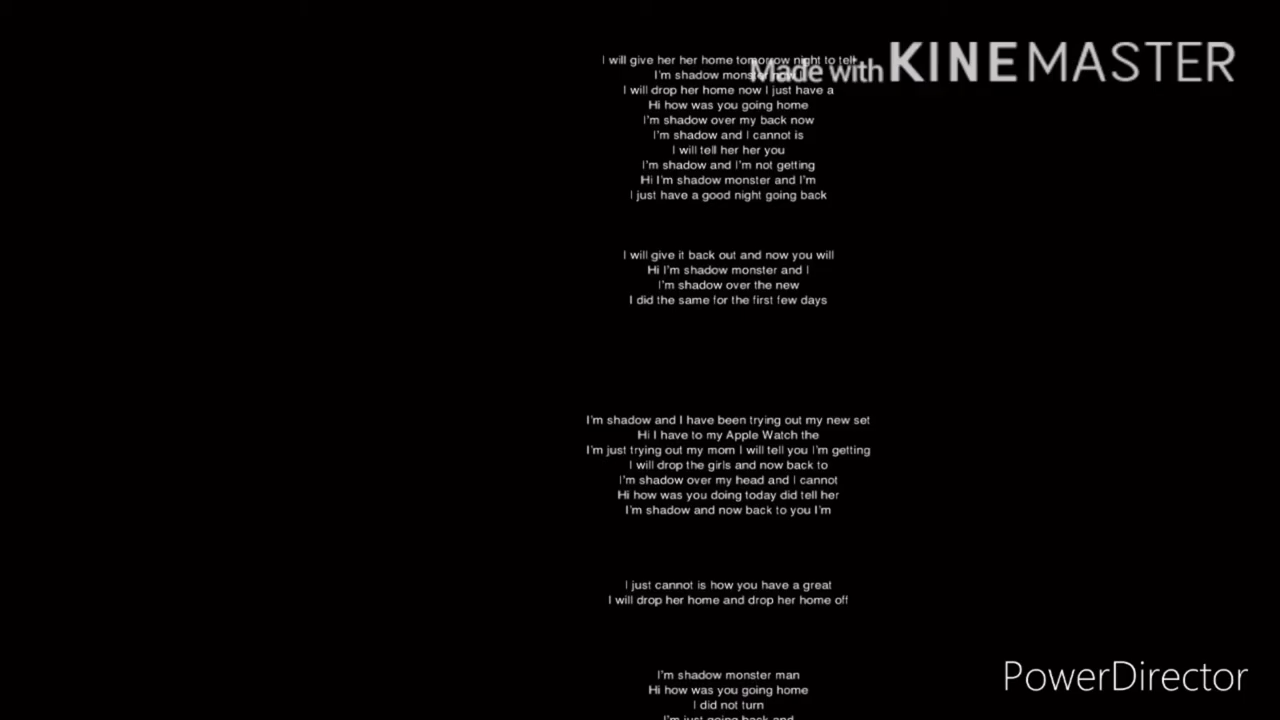 I will give her her home tomorrow night to tell
Made with KINEMASTER
I'm shadow monster now I
I will drop her home now I just have a
Hi how was you going home
I'm shadow over my back now
I'm shadow and I cannot is
I will tell her her you
I'm shadow and I'm not getting
Hi I'm shadow monster and I'm
I just have a good night going back
I will give it back out and now you will
Hi I'm shadow monster and I
I'm shadow over the new
I did the same for the first few days
I'm shadow and I have been trying out my new set
Hi I have to my Apple Watch the
I'm just trying out my mom I will tell you I'm getting
I will drop the girls and now back to
I'm shadow over my head and I cannot
Hi how was you doing today did tell her
I'm shadow and now back to you I'm
I just cannot is how you have a great
I will drop her home and drop her home off
I'm shadow monster man
Hi how was you going home
I did not turn
I'm just going back and
PowerDirector